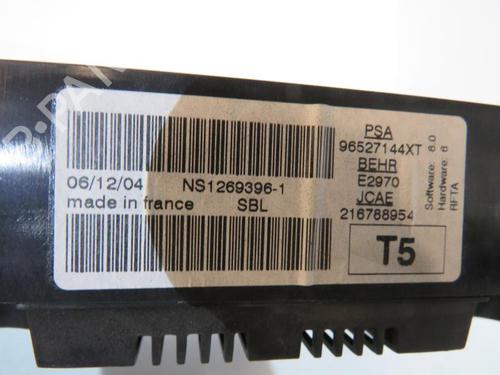 PSA
96527144XT
BEHR
E2970
JCAE
216788954
T5
Software: 8.0
Hardware: 6
RFTA
06/12/04 NS1269396-1
made in france SBL